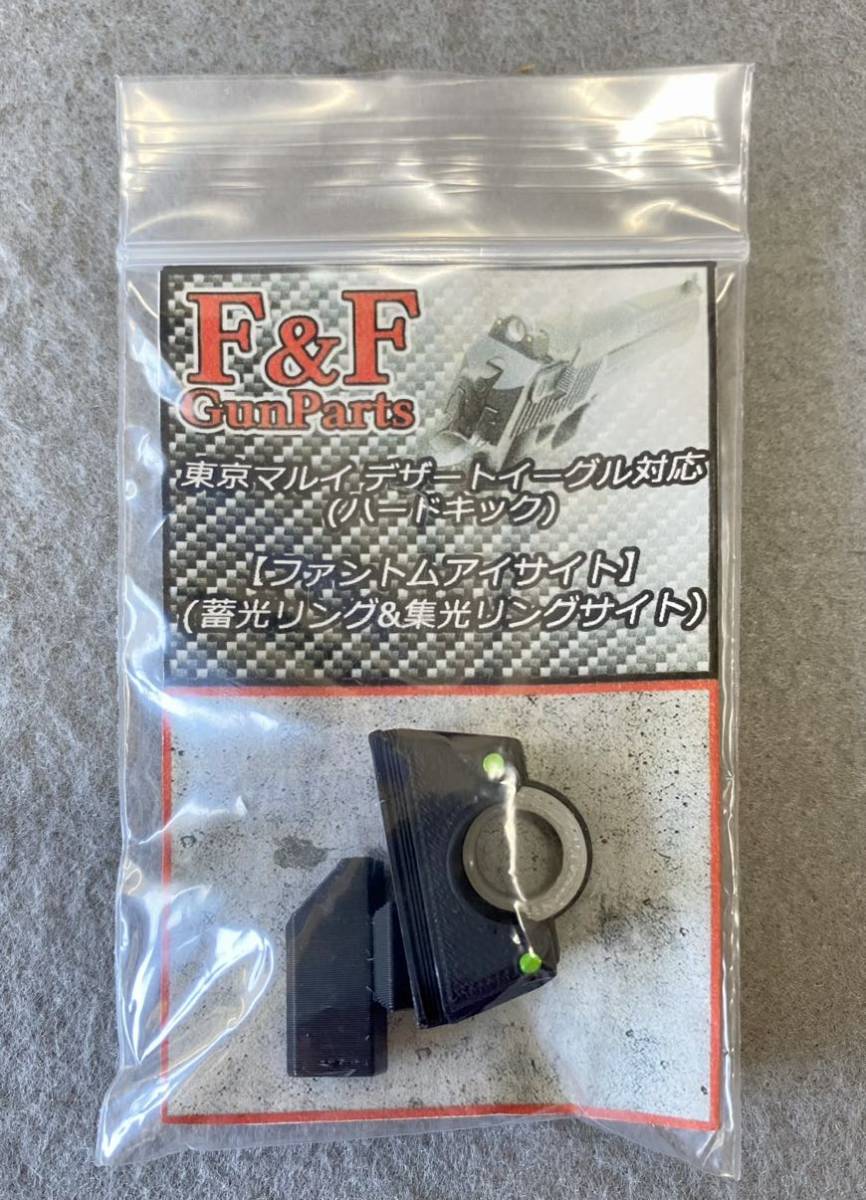 F&F
GunParts
東京マルイ デザートイーグル対応
(ハードキック)
【ファントムアイサイト】
(蓄光リング&集光リングサイト)